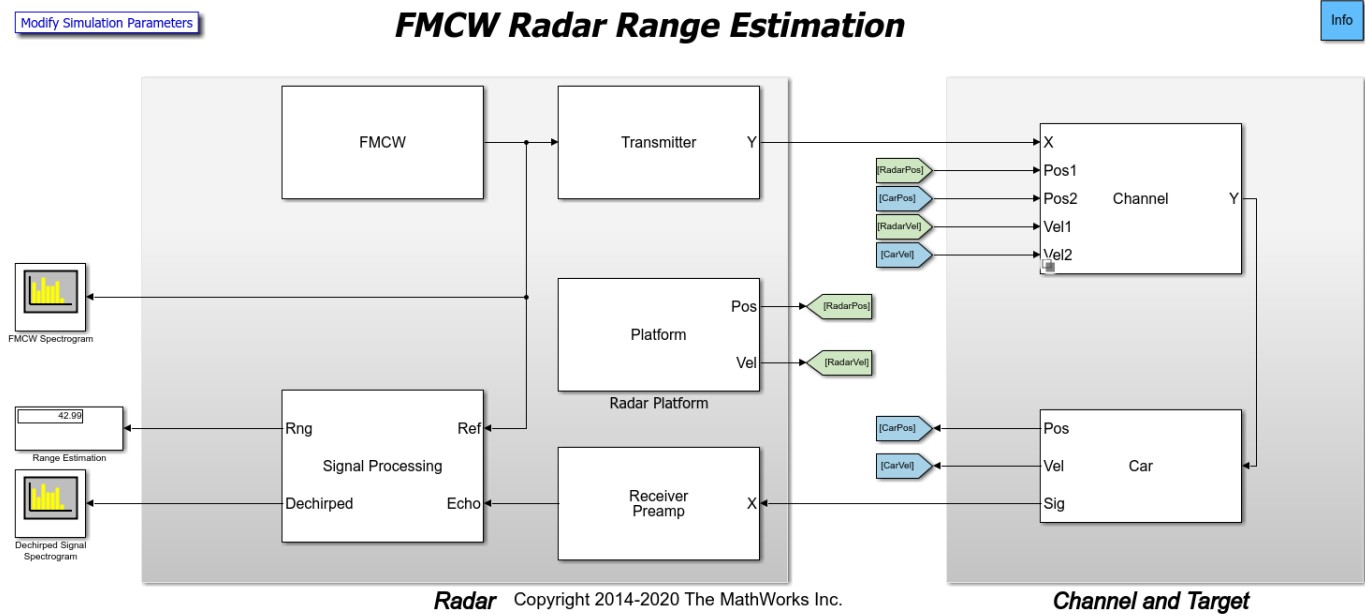 Modify Simulation Parameters
FMCW Radar Range Estimation
Info
FMCW
Transmitter
Y
X
[RadarPos]
Pos1
[CarPos]
Pos2
Channel
Y
[RadarVel]
Vel1
[CarVel]
Vel2
FMCW Spectrogram
Pos
[RadarPos]
Platform
Vel
[RadarVel]
Radar Platform
42.99
Range Estimation
Rng
Ref
Signal Processing
Dechirped
Echo
Receiver
Preamp
X
[CarPos]
Pos
[CarVel]
Vel
Car
Sig
Dechirped Signal
Spectrogram
Radar
Copyright 2014-2020 The MathWorks Inc.
Channel and Target